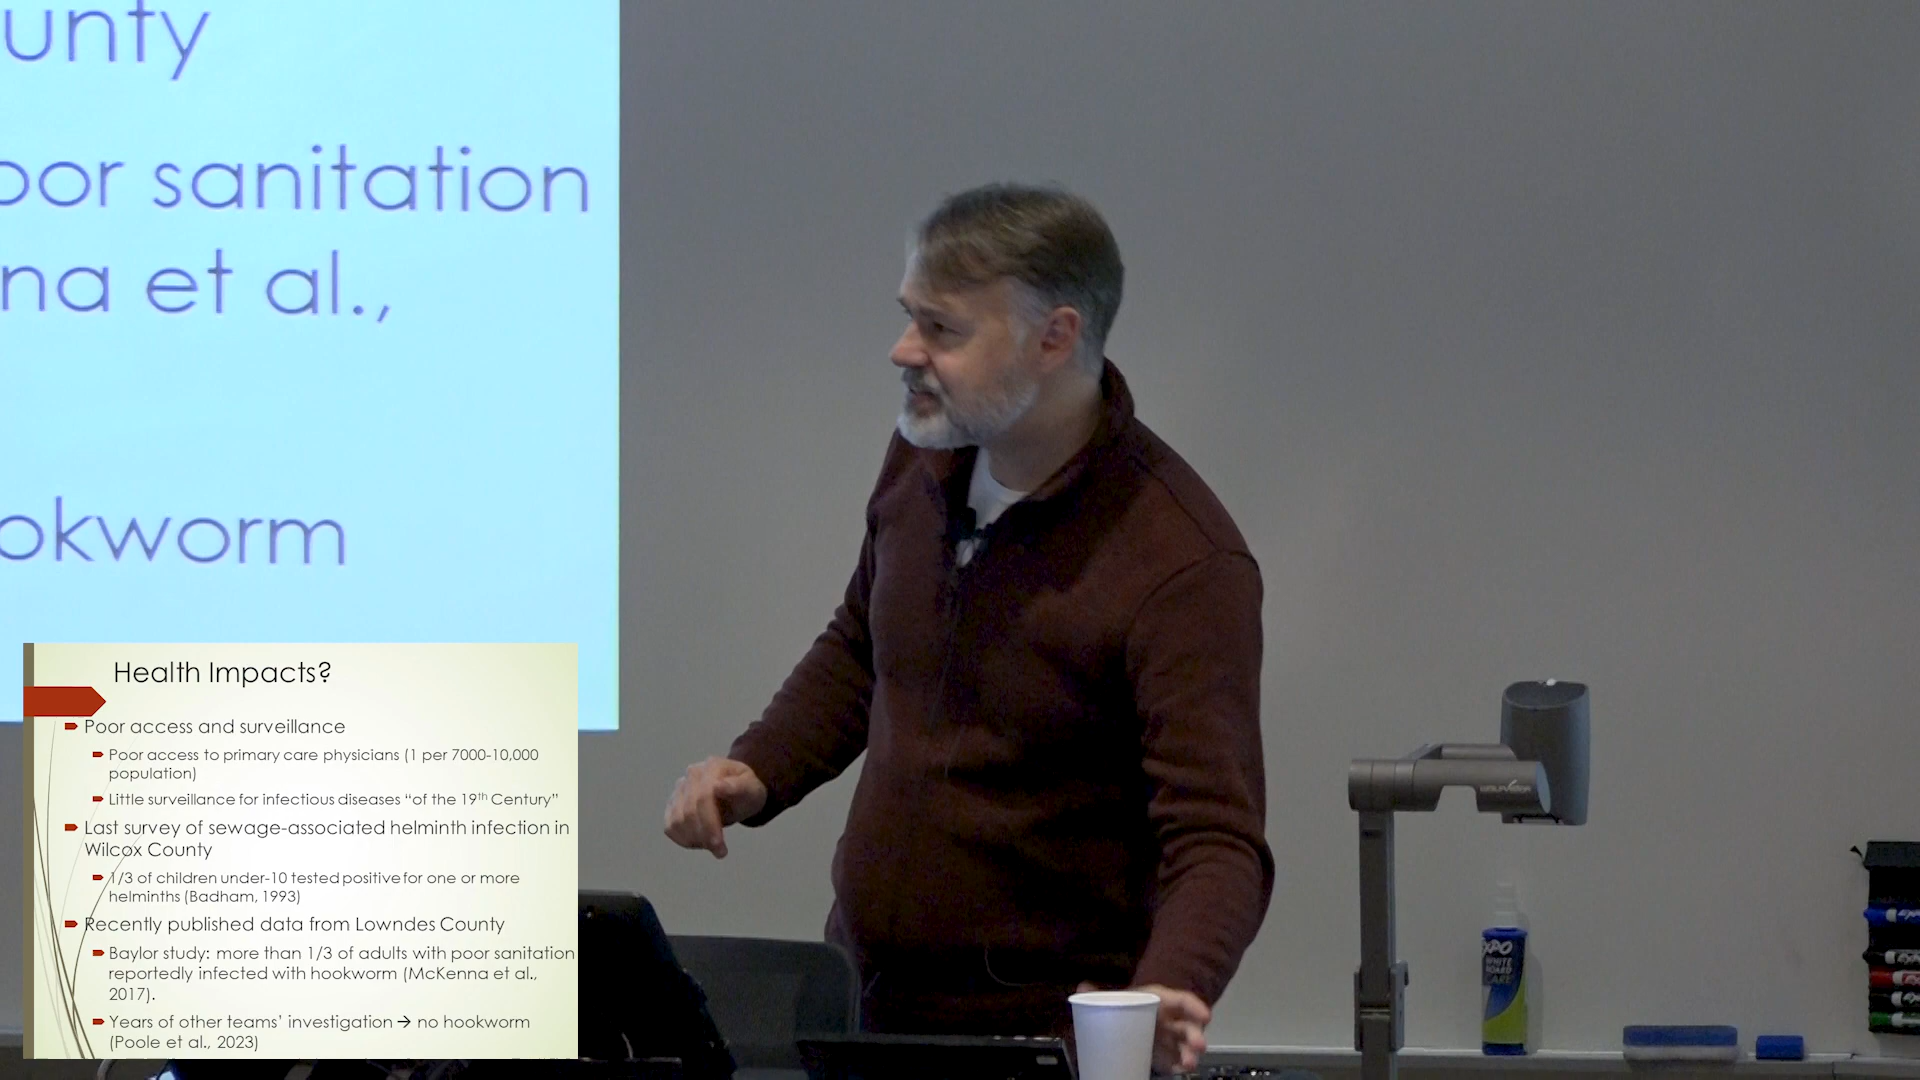 unty
oor sanitation
na et al.,
okworm
Health Impacts?
Poor access and surveillance
Poor access to primary care physicians (1 per 7000-10,000
population)
Little surveillance for infectious diseases “of the 19th Century”
Last survey of sewage-associated helminth infection in
Wilcox County
1/3 of children under-10 tested positive for one or more
helminths (Badham, 1993)
Recently published data from Lowndes County
Baylor study: more than 1/3 of adults with poor sanitation
reportedly infected with hookworm (McKenna et al.,
2017).
Years of other teams’ investigation → no hookworm
(Poole et al., 2023)
EXPO
WHITE
BOARD
CARE